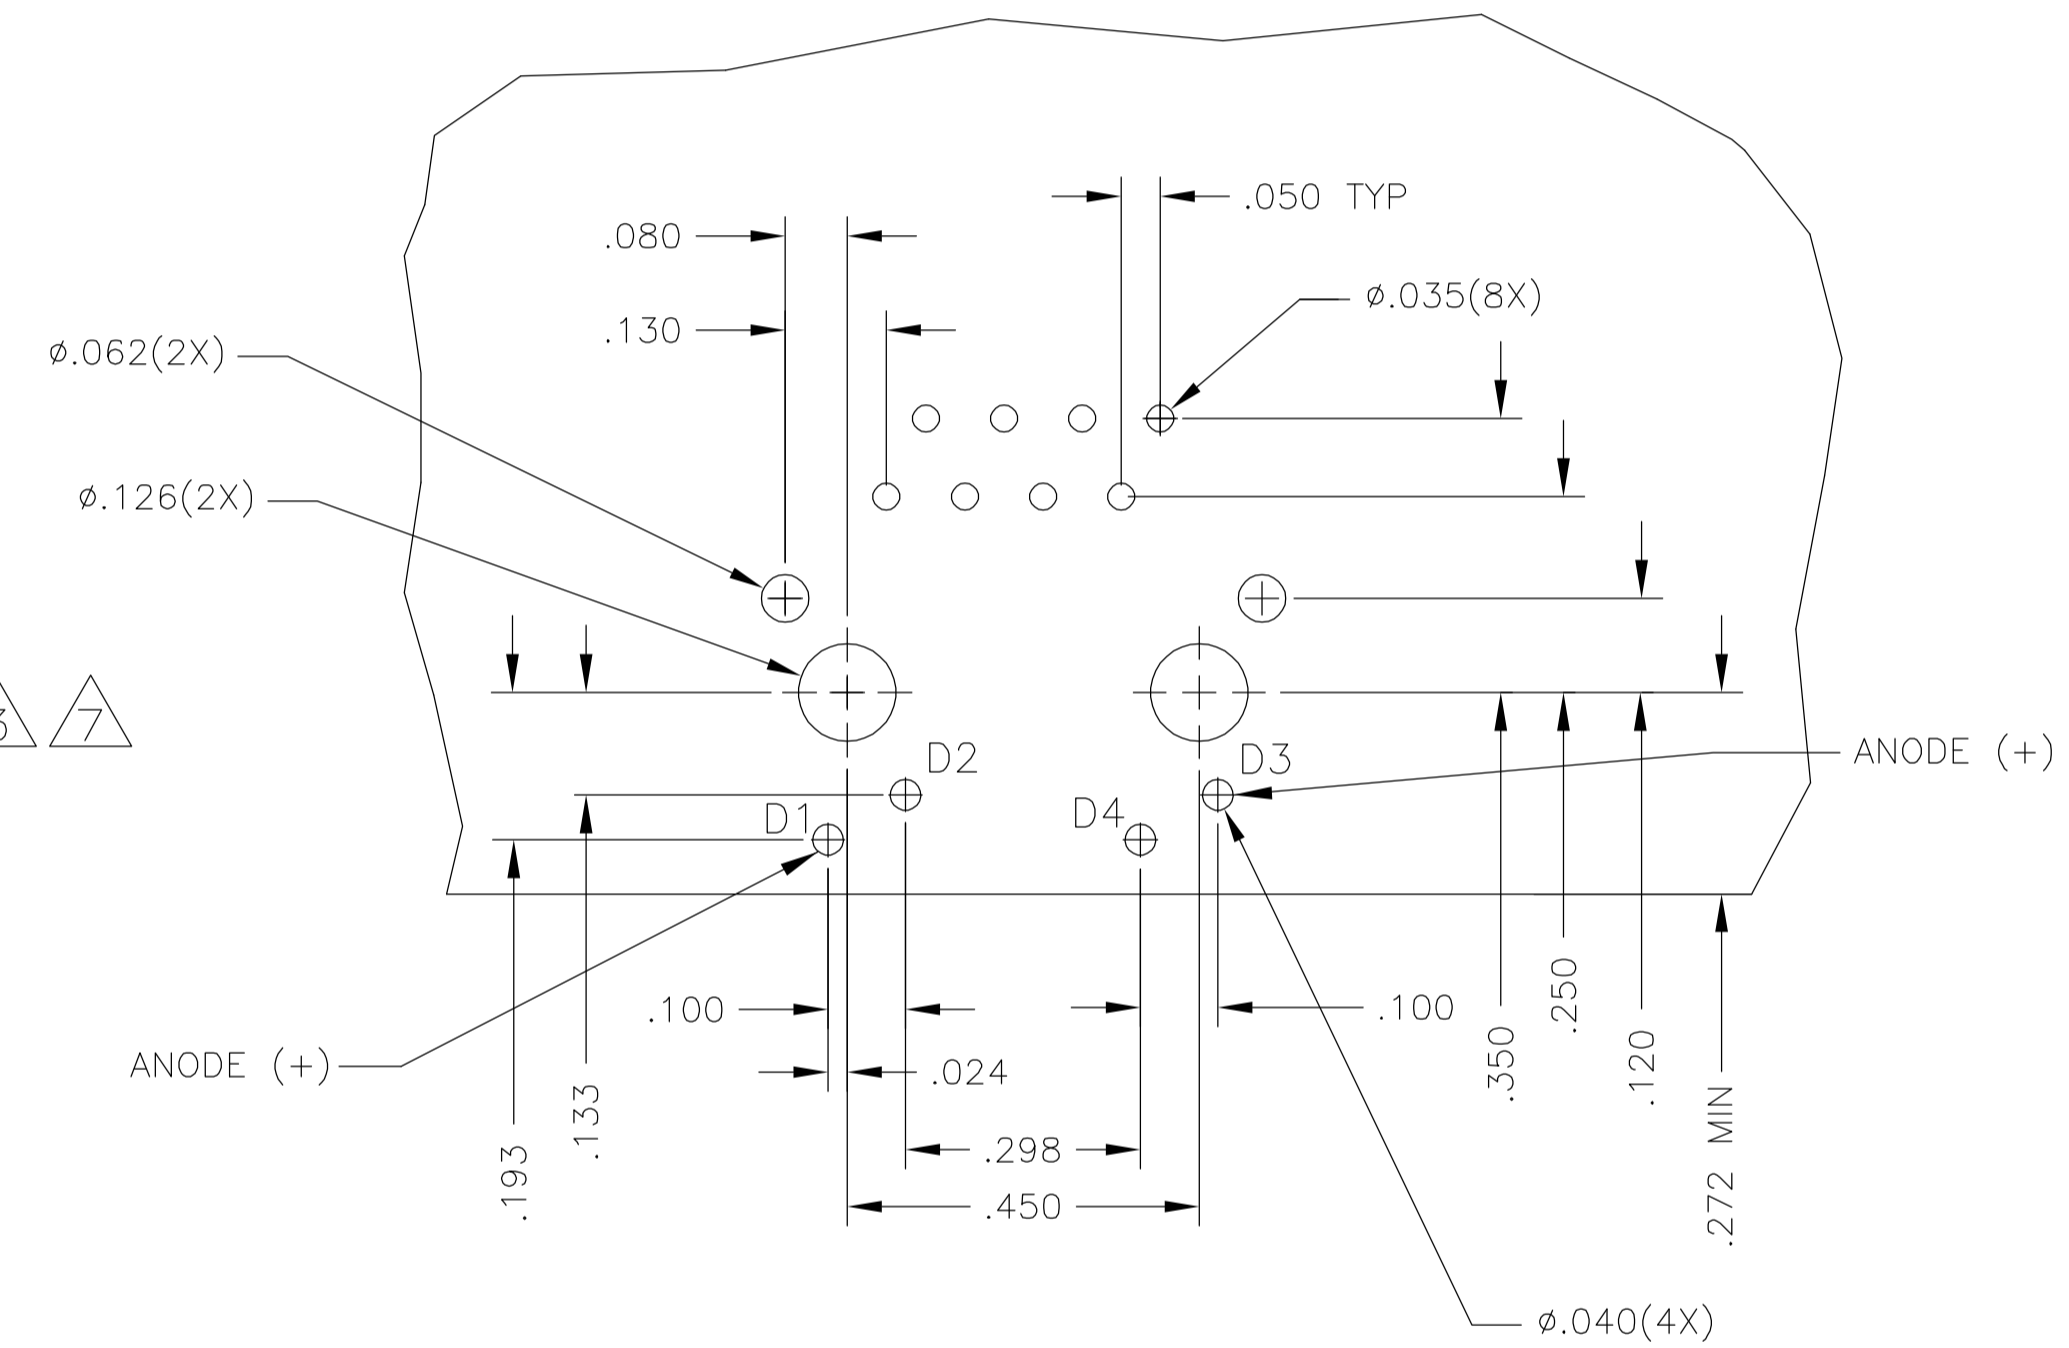 .050 TYP
.080
ø.035(8X)
.130
ø.062(2X)
ø.126(2X)
3
7
D2
D3
ANODE (+)
D1
D4
.100
.100
.250
.350
.120
ANODE (+)
.024
.133
.298
.193
.272 MIN
.450
ø.040(4X)